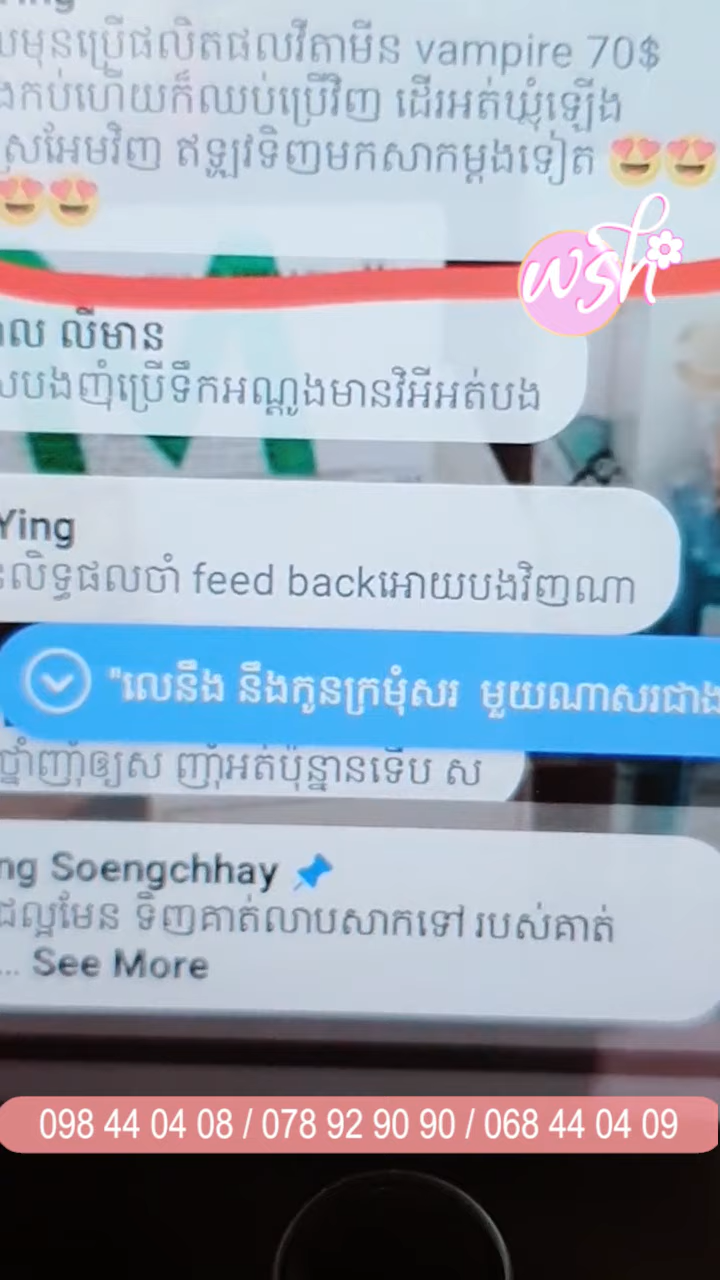 មុនប្រើផលិតផលវីតាមីន vampire 70$
កប់ហើយក៏ឈប់ប្រើវិញ ដើរអត់ឃ្មុំឡើង
ស្រអែមវិញ ឥឡូវទិញមកសាកម្ដងទៀត 😍😍
😍😍
wsh
លីមាន
បងញុំប្រើទឹកអណ្ដូងមានវិអីអត់បង
Ying
លិទ្ធផលចាំ feed backអោយបងវិញណា
"លេនឹង នឹងកូនក្រមុំសរ មួយណាសរជាង
ថ្នាំញ៉ាំឲ្យស ញ៉ាំអត់ប៉ុន្មានទើប ស
ng Soengchhay 📌
ល្អមែន ទិញគាត់លាបសាកទៅ របស់គាត់
... See More
098 44 04 08 / 078 92 90 90 / 068 44 04 09